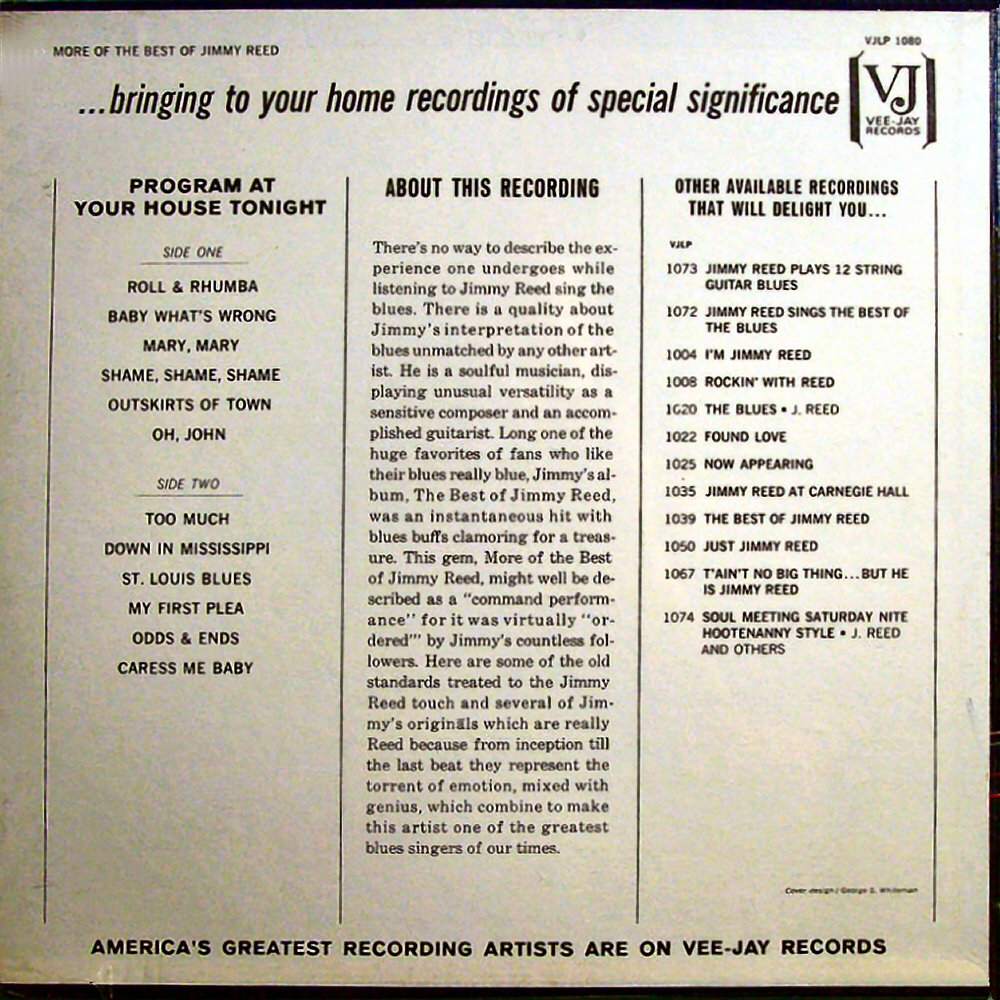 MORE OF THE BEST OF JIMMY REED
VJLP 1080
...bringing to your home recordings of special significance
VJ
VEE-JAY
RECORDS
PROGRAM AT
YOUR HOUSE TONIGHT
SIDE ONE
ROLL & RHUMBA
BABY WHAT'S WRONG
MARY, MARY
SHAME, SHAME, SHAME
OUTSKIRTS OF TOWN
OH, JOHN
SIDE TWO
TOO MUCH
DOWN IN MISSISSIPPI
ST. LOUIS BLUES
MY FIRST PLEA
ODDS & ENDS
CARESS ME BABY
ABOUT THIS RECORDING
There's no way to describe the ex-
perience one undergoes while
listening to Jimmy Reed sing the
blues. There is a quality about
Jimmy's interpretation of the
blues unmatched by any other art-
ist. He is a soulful musician, dis-
playing unusual versatility as a
sensitive composer and an accom-
plished guitarist. Long one of the
huge favorites of fans who like
their blues really blue, Jimmy's al-
bum, The Best of Jimmy Reed,
was an instantaneous hit with
blues buffs clamoring for a treas-
ure. This gem, More of the Best
of Jimmy Reed, might well be de-
scribed as a "command perform-
ance" for it was virtually "or-
dered'" by Jimmy's countless fol-
lowers. Here are some of the old
standards treated to the Jimmy
Reed touch and several of Jim-
my's originals which are really
Reed because from inception till
the last beat they represent the
torrent of emotion, mixed with
genius, which combine to make
this artist one of the greatest
blues singers of our times.
OTHER AVAILABLE RECORDINGS
THAT WILL DELIGHT YOU...
VJLP
1073 JIMMY REED PLAYS 12 STRING
GUITAR BLUES
1072 JIMMY REED SINGS THE BEST OF
THE BLUES
1004 I'M JIMMY REED
1008 ROCKIN' WITH REED
1020 THE BLUES • J. REED
1022 FOUND LOVE
1025 NOW APPEARING
1035 JIMMY REED AT CARNEGIE HALL
1039 THE BEST OF JIMMY REED
1050 JUST JIMMY REED
1067 T'AIN'T NO BIG THING...BUT HE
IS JIMMY REED
1074 SOUL MEETING SATURDAY NITE
HOOTENANNY STYLE • J. REED
AND OTHERS
Cover design / George S. Whiteman
AMERICA'S GREATEST RECORDING ARTISTS ARE ON VEE-JAY RECORDS